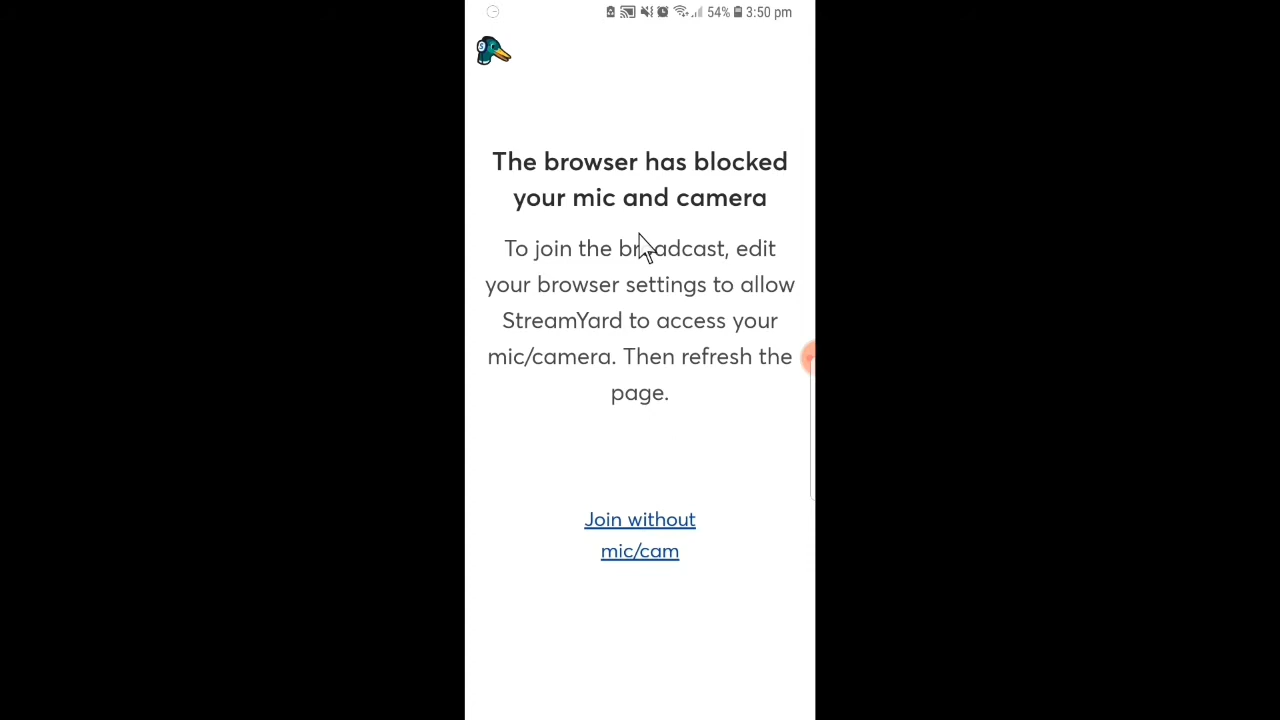 54% 3:50 pm
The browser has blocked
your mic and camera
To join the broadcast, edit
your browser settings to allow
StreamYard to access your
mic/camera. Then refresh the
page.
Join without
mic/cam